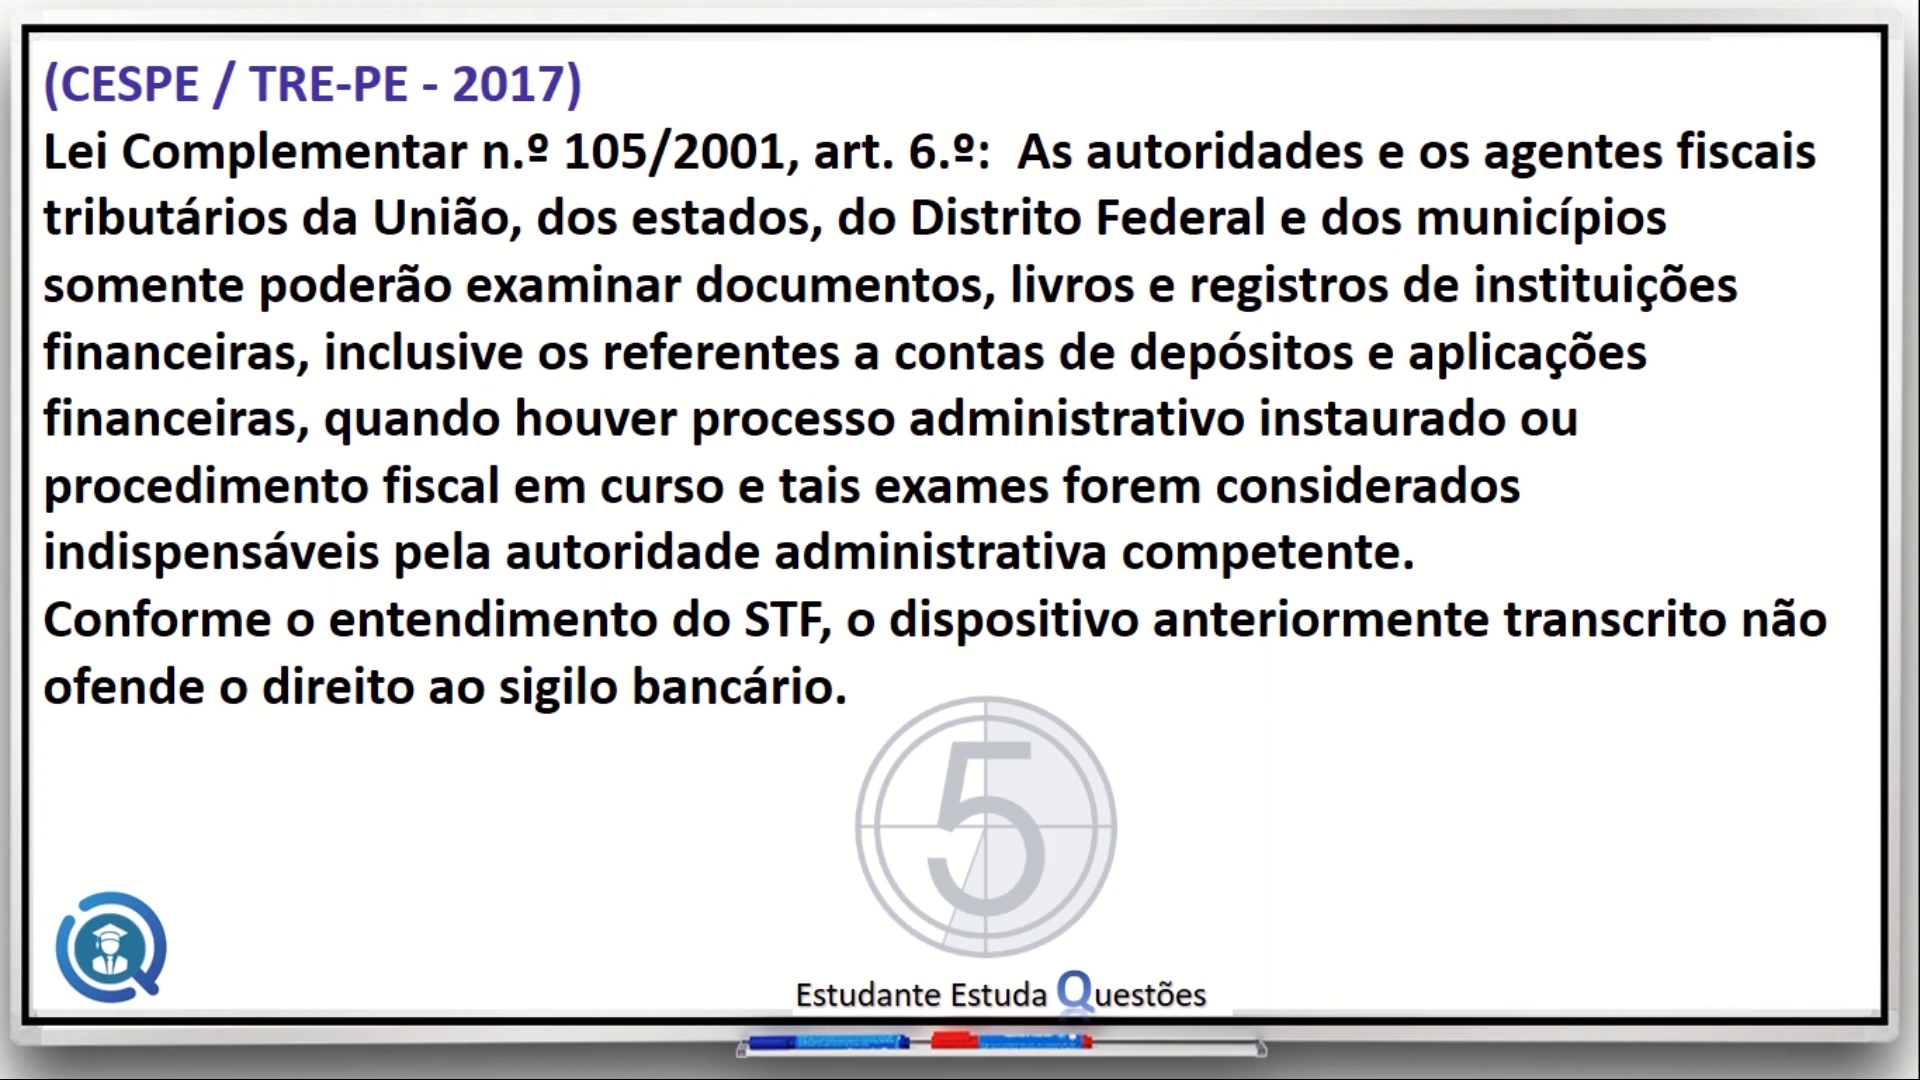 (CESPE / TRE-PE - 2017)
Lei Complementar n.º 105/2001, art. 6.º:  As autoridades e os agentes fiscais
tributários da União, dos estados, do Distrito Federal e dos municípios
somente poderão examinar documentos, livros e registros de instituições
financeiras, inclusive os referentes a contas de depósitos e aplicações
financeiras, quando houver processo administrativo instaurado ou
procedimento fiscal em curso e tais exames forem considerados
indispensáveis pela autoridade administrativa competente.
Conforme o entendimento do STF, o dispositivo anteriormente transcrito não
ofende o direito ao sigilo bancário.
5
Estudante Estuda Questões